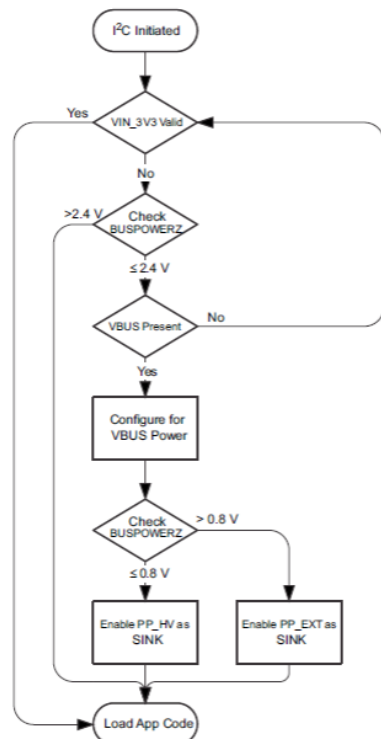 I²C Initiated
Yes
VIN_3V3 Valid
No
>2.4 V
Check
BUSPOWERZ
≤ 2.4 V
VBUS Present
No
Yes
Configure for
VBUS Power
Check
BUSPOWERZ
> 0.8 V
≤ 0.8 V
Enable PP_HV as
SINK
Enable PP_EXT as
SINK
Load App Code